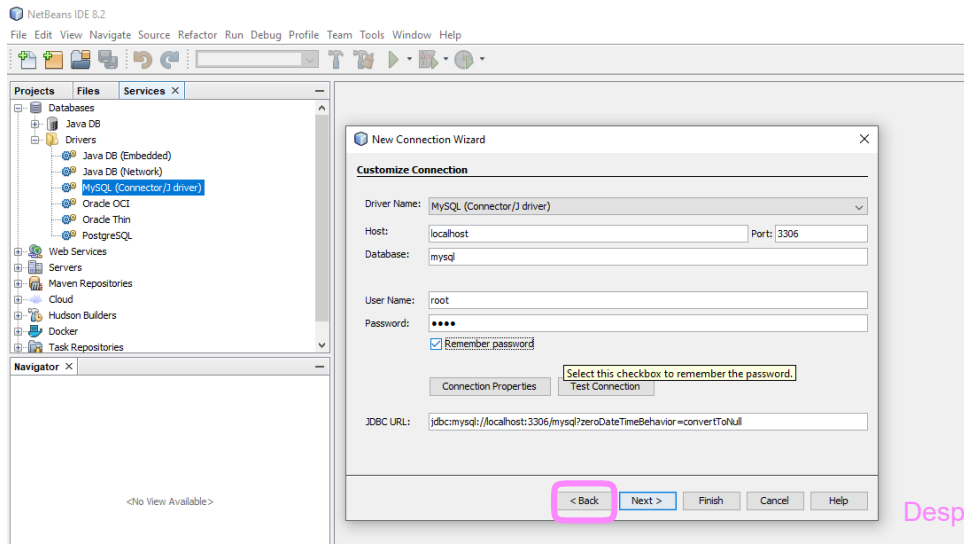 NetBeans IDE 8.2
File Edit View Navigate Source Refactor Run Debug Profile Team Tools Window Help
Projects Files Services
Databases
Java DB
Drivers
Java DB (Embedded)
Java DB (Network)
MySQL (Connector/J driver)
Oracle OCI
Oracle Thin
PostgreSQL
Web Services
Servers
Maven Repositories
Cloud
Hudson Builders
Docker
Task Repositories
Navigator
<No View Available>
New Connection Wizard
Customize Connection
Driver Name: MySQL (Connector/J driver)
Host: localhost Port: 3306
Database: mysql
User Name: root
Password: ••••
Remember password
Select this checkbox to remember the password.
Connection Properties Test Connection
JDBC URL: jdbc:mysql://localhost:3306/mysql?zeroDateTimeBehavior=convertToNull
< Back Next > Finish Cancel Help
Desp